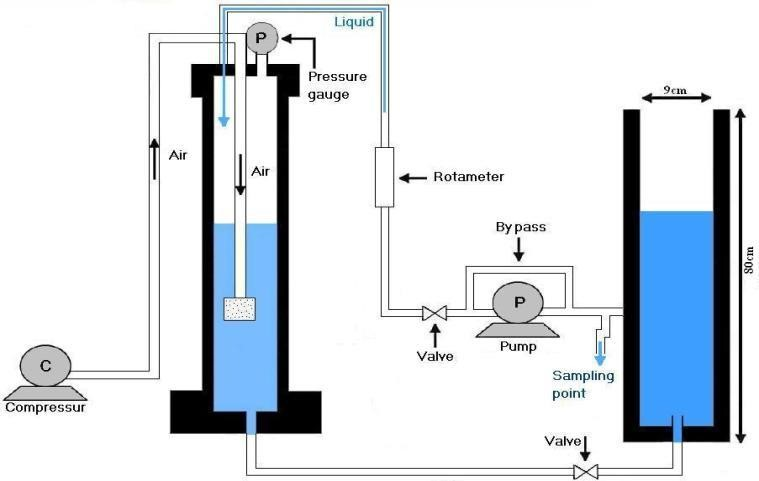 Liquid
P
Pressure
gauge
9cm
Air
Air
Rotameter
By pass
80cm
P
Valve
Pump
C
Compressur
Sampling
point
Valve